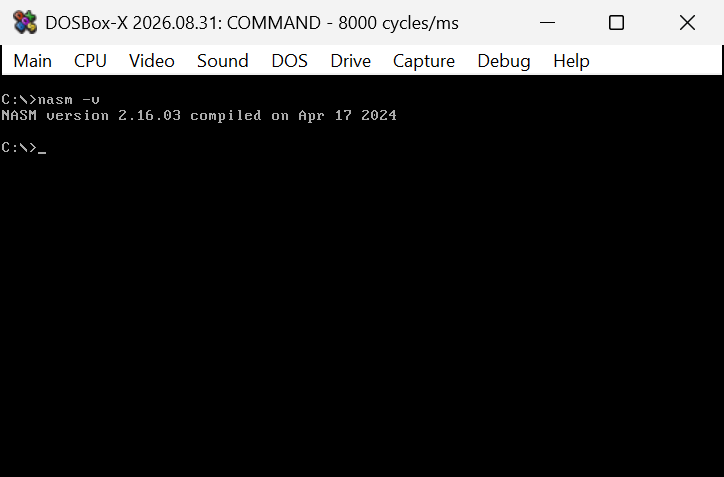 DOSBox-X 2026.08.31: COMMAND - 8000 cycles/ms
Main CPU Video Sound DOS Drive Capture Debug Help
C:\>nasm -v
NASM version 2.16.03 compiled on Apr 17 2024
C:\>_